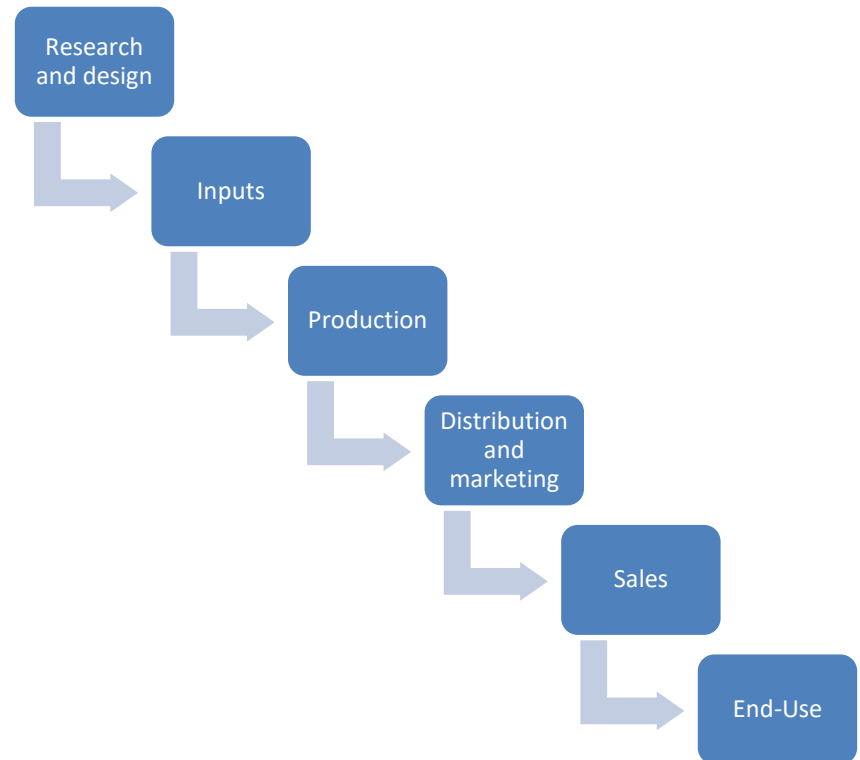 Research
and design
Inputs
Production
Distribution
and
marketing
Sales
End-Use